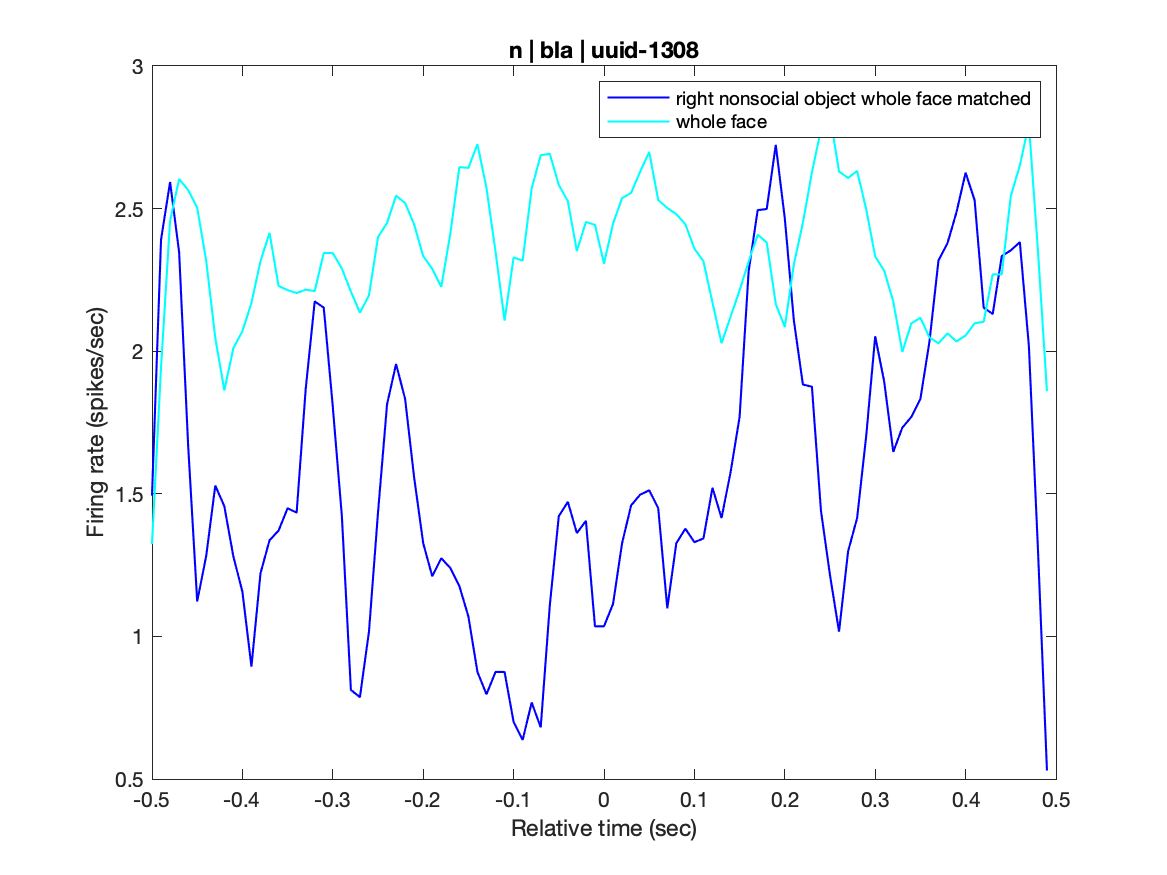 n | bla | uuid-1308
3
right nonsocial object whole face matched
whole face
2.5
2
1.5
1
0.5
Firing rate (spikes/sec)
-0.5 -0.4 -0.3 -0.2 -0.1 0 0.1 0.2 0.3 0.4 0.5
Relative time (sec)